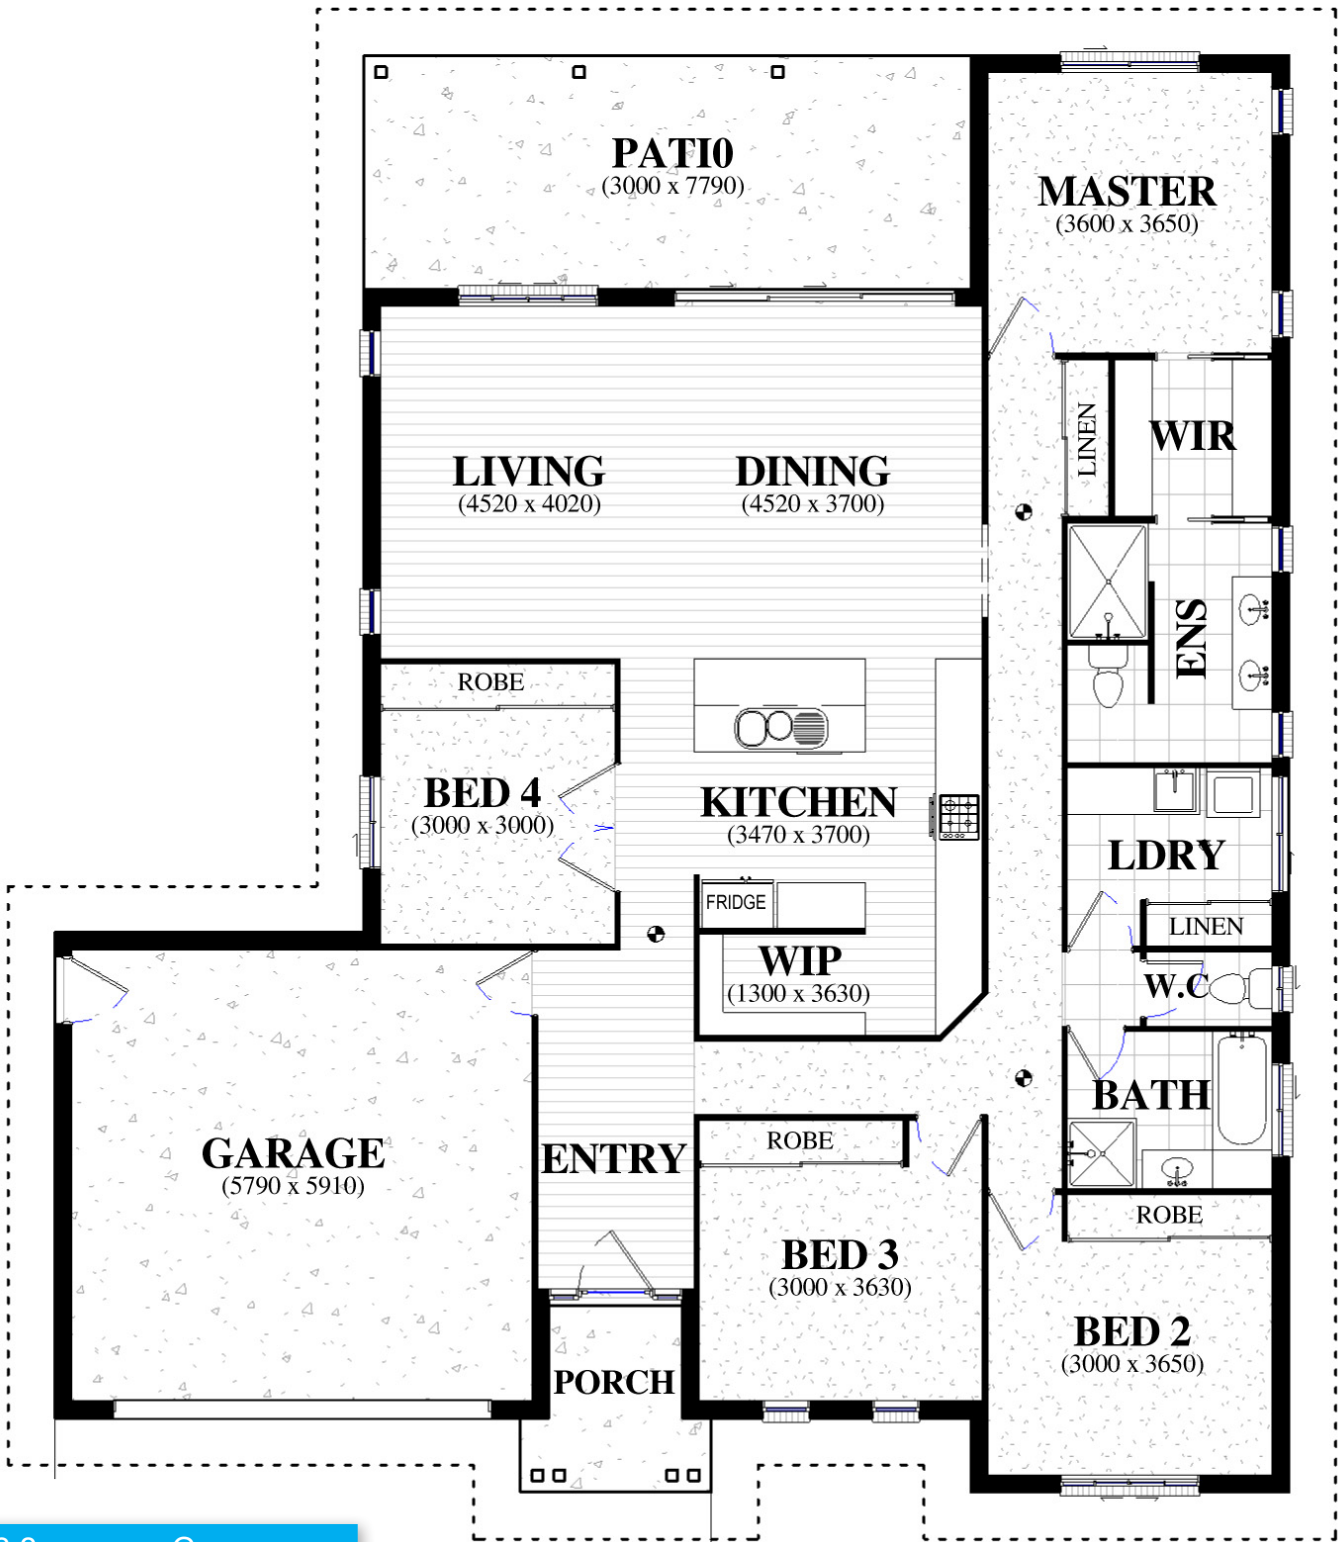 PATI0
(3000 x 7790)
MASTER
(3600 x 3650)
LINEN
WIR
LIVING
(4520 x 4020)
DINING
(4520 x 3700)
ENS
ROBE
BED 4
(3000 x 3000)
KITCHEN
(3470 x 3700)
LDRY
FRIDGE
LINEN
WIP
(1300 x 3630)
W.C
BATH
GARAGE
(5790 x 5910)
ENTRY
ROBE
ROBE
BED 3
(3000 x 3630)
BED 2
(3000 x 3650)
PORCH